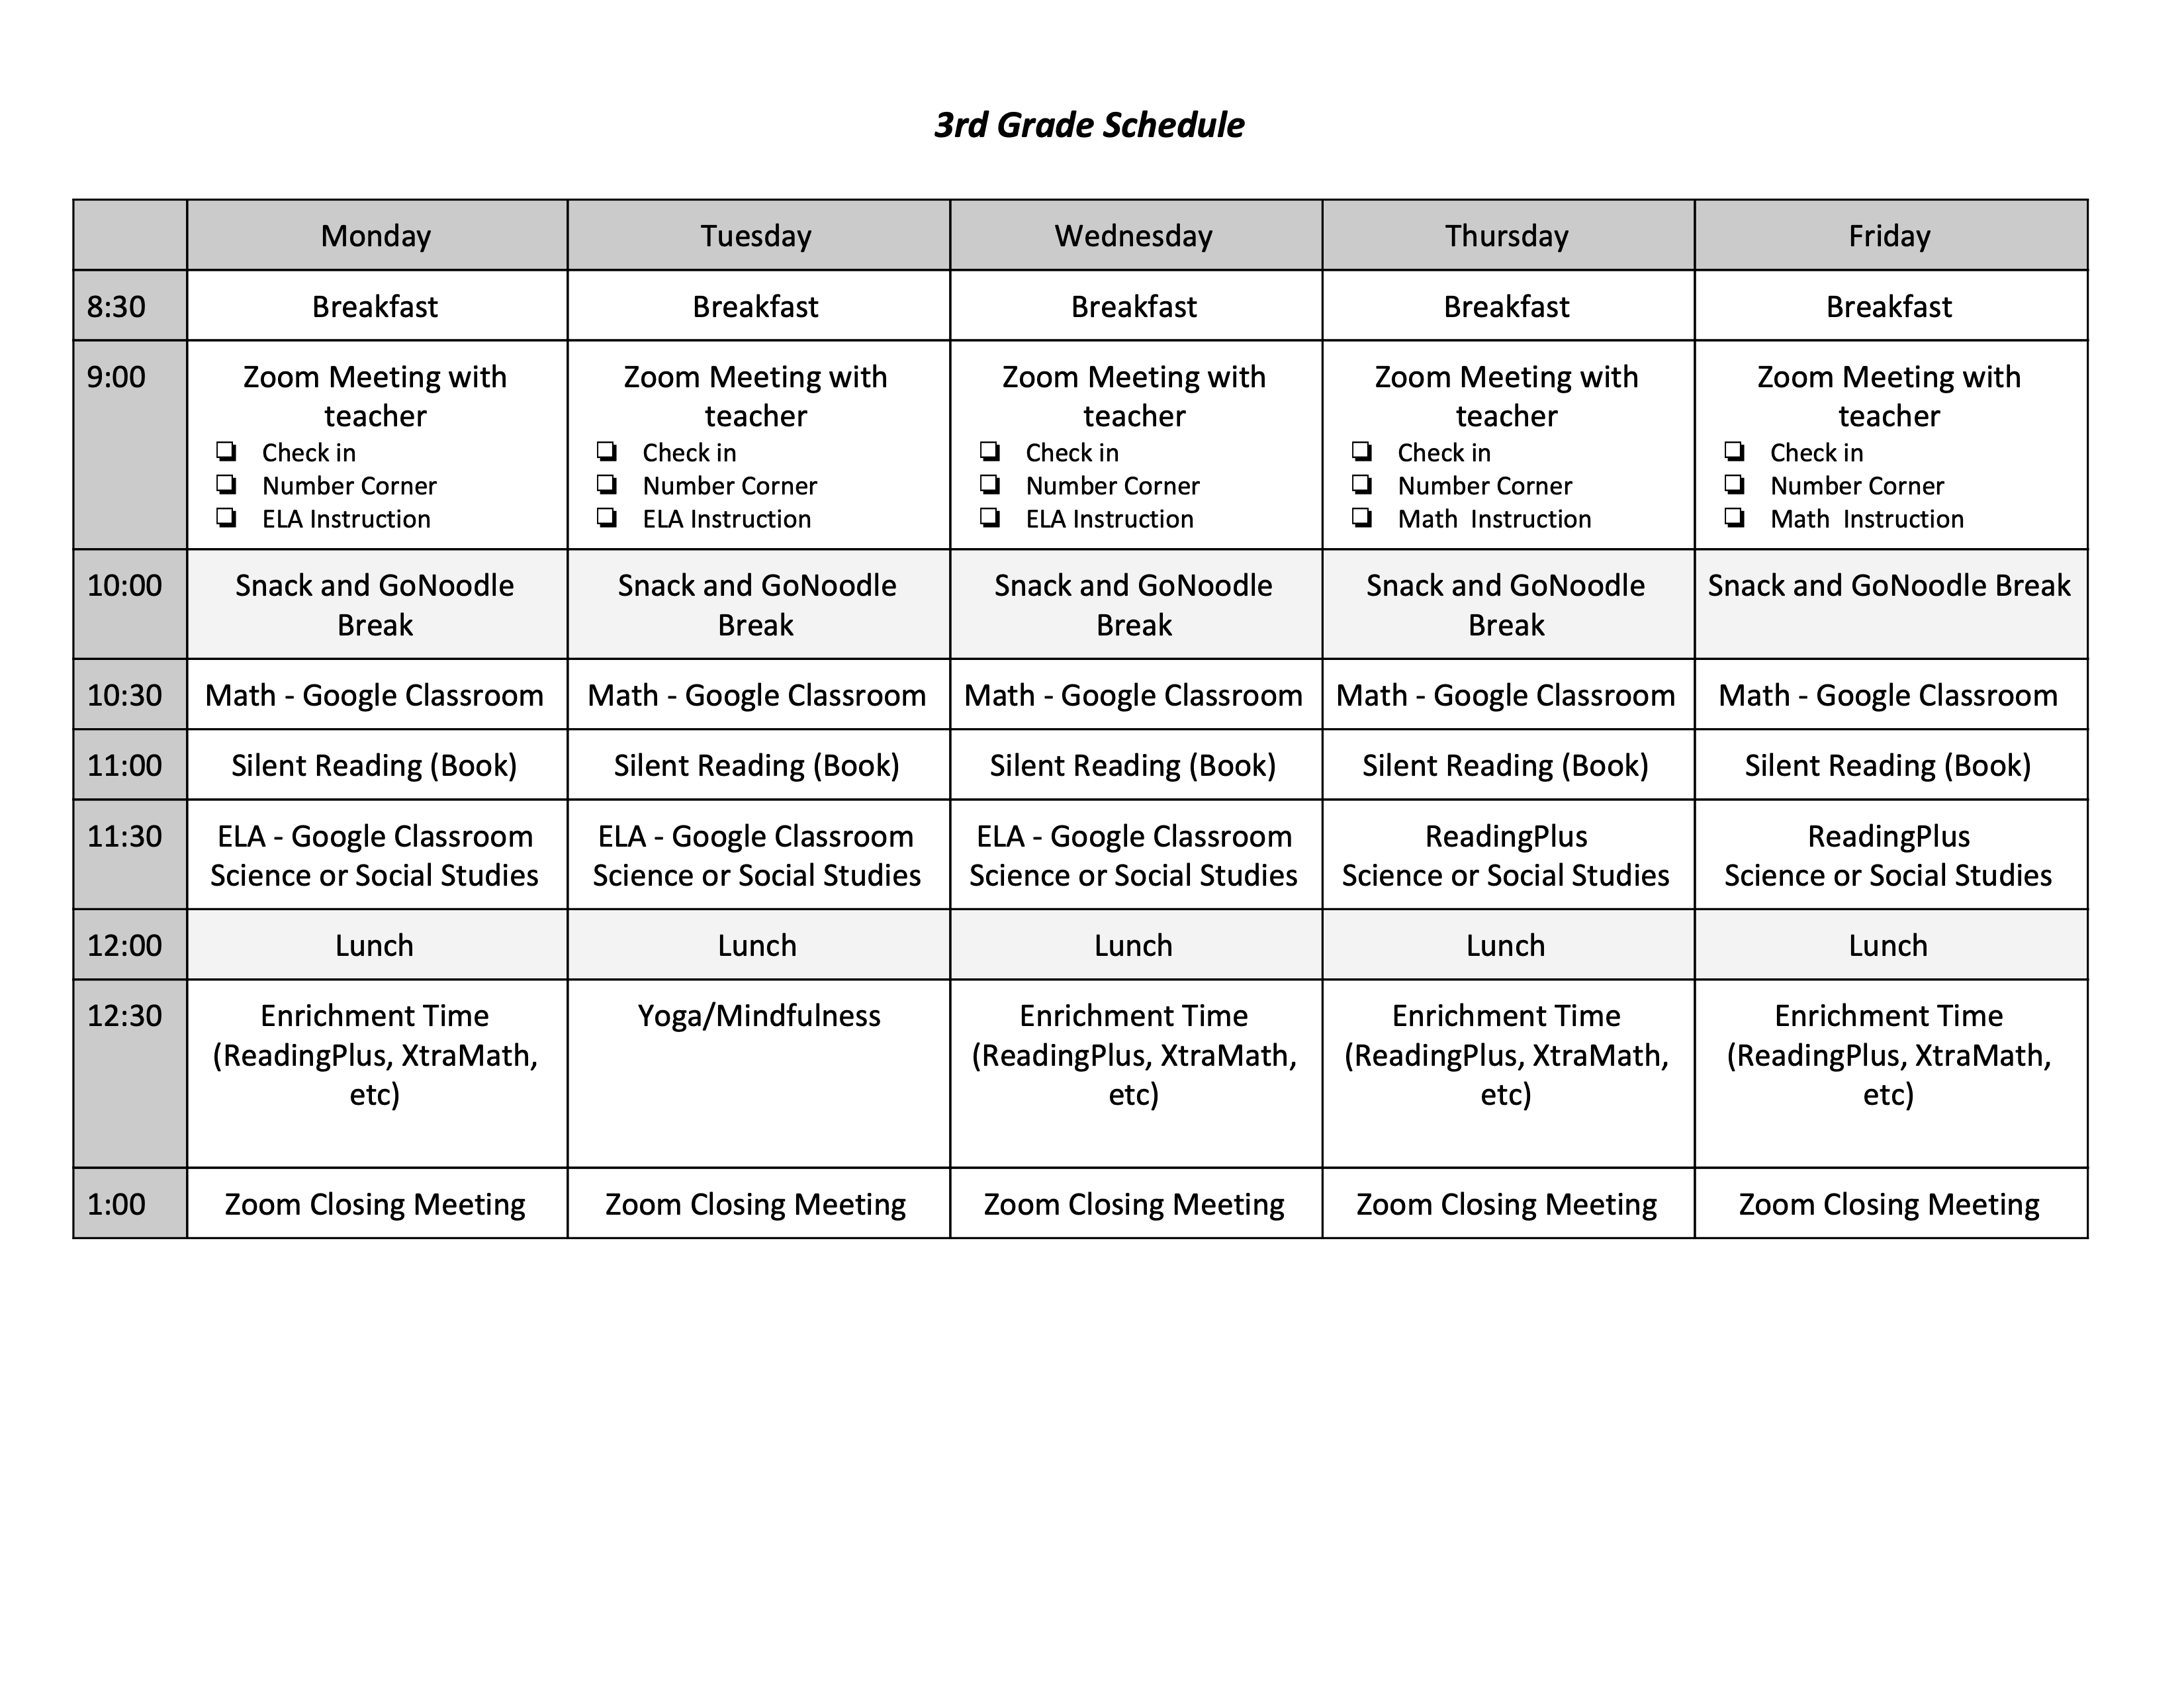 3rd Grade Schedule
Monday Tuesday Wednesday Thursday Friday
8:30 Breakfast Breakfast Breakfast Breakfast Breakfast
9:00 Zoom Meeting with Zoom Meeting with Zoom Meeting with Zoom Meeting with Zoom Meeting with
teacher teacher teacher teacher teacher
❏ Check in ❏ Check in ❏ Check in ❏ Check in ❏ Check in
❏ Number Corner ❏ Number Corner ❏ Number Corner ❏ Number Corner ❏ Number Corner
❏ ELA Instruction ❏ ELA Instruction ❏ ELA Instruction ❏ Math  Instruction ❏ Math  Instruction
10:00 Snack and GoNoodle Snack and GoNoodle Snack and GoNoodle Snack and GoNoodle Snack and GoNoodle Break
Break Break Break Break
10:30 Math - Google Classroom Math - Google Classroom Math - Google Classroom Math - Google Classroom Math - Google Classroom
11:00 Silent Reading (Book) Silent Reading (Book) Silent Reading (Book) Silent Reading (Book) Silent Reading (Book)
11:30 ELA - Google Classroom ELA - Google Classroom ELA - Google Classroom ReadingPlus ReadingPlus
Science or Social Studies Science or Social Studies Science or Social Studies Science or Social Studies Science or Social Studies
12:00 Lunch Lunch Lunch Lunch Lunch
12:30 Enrichment Time Yoga/Mindfulness Enrichment Time Enrichment Time Enrichment Time
(ReadingPlus, XtraMath, (ReadingPlus, XtraMath, (ReadingPlus, XtraMath, (ReadingPlus, XtraMath,
etc) etc) etc) etc)
1:00 Zoom Closing Meeting Zoom Closing Meeting Zoom Closing Meeting Zoom Closing Meeting Zoom Closing Meeting